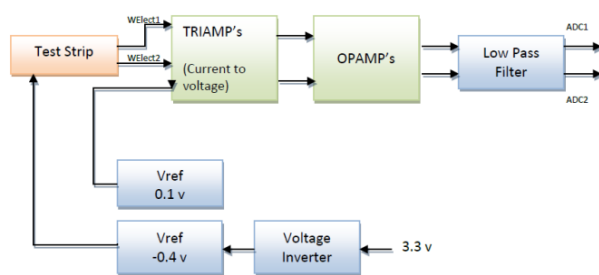 WElect1
TRIAMP's
ADC1
Test Strip
WElect2
(Current to
voltage)
OPAMP's
Low Pass
Filter
ADC2
Vref
0.1 v
Vref
-0.4 v
Voltage
Inverter
3.3 v